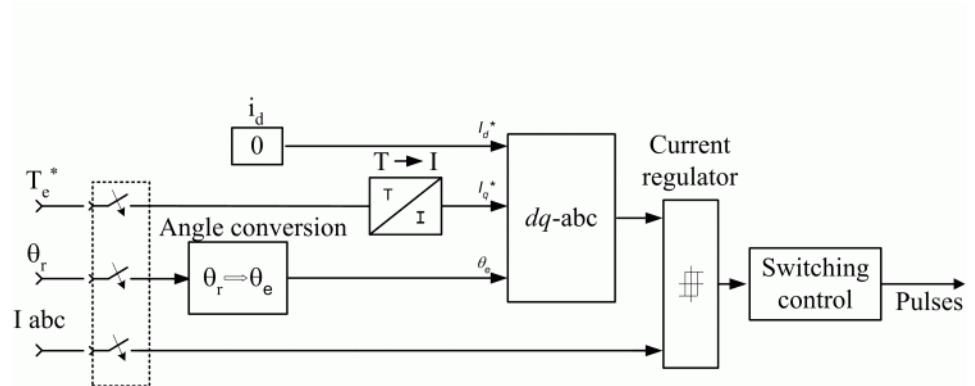 i_d
0
I_d*
T → I
T
I
I_q*
T_e*
Angle conversion
θ_r
θ_r ⇒ θ_e
θ_e
I abc
dq-abc
Current
regulator
Switching
control
Pulses